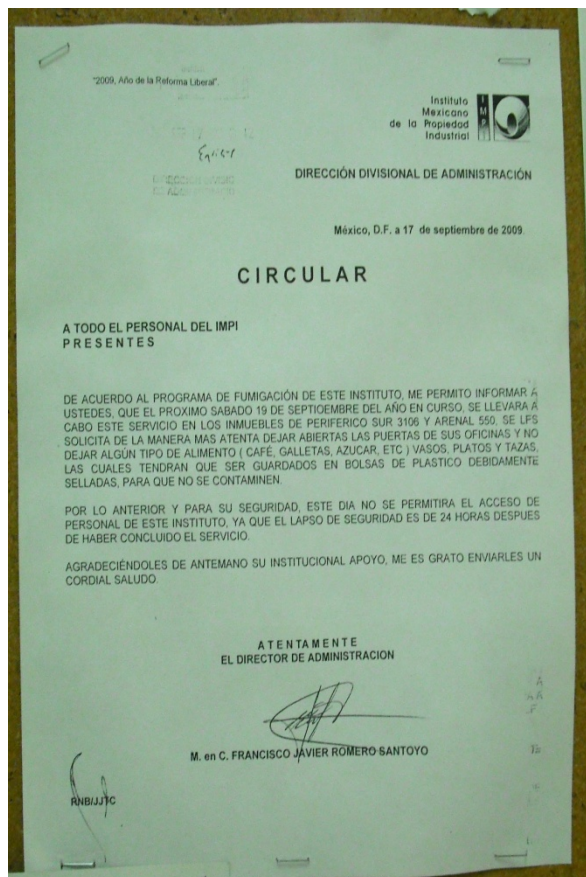 "2009, Año de la Reforma Liberal".
Instituto
Mexicano
de la Propiedad
Industrial
IMPI
DIRECCIÓN DIVISIONAL DE ADMINISTRACIÓN
México, D.F. a 17 de septiembre de 2009.
CIRCULAR
A TODO EL PERSONAL DEL IMPI
PRESENTES
DE ACUERDO AL PROGRAMA DE FUMIGACIÓN DE ESTE INSTITUTO, ME PERMITO INFORMAR A
USTEDES, QUE EL PROXIMO SABADO 19 DE SEPTIOEMBRE DEL AÑO EN CURSO, SE LLEVARA A
CABO ESTE SERVICIO EN LOS INMUEBLES DE PERIFERICO SUR 3106 Y ARENAL 550, SE LES
SOLICITA DE LA MANERA MAS ATENTA DEJAR ABIERTAS LAS PUERTAS DE SUS OFICINAS Y NO
DEJAR ALGÚN TIPO DE ALIMENTO ( CAFÉ, GALLETAS, AZUCAR, ETC ) VASOS, PLATOS Y TAZAS,
LAS CUALES TENDRAN QUE SER GUARDADOS EN BOLSAS DE PLASTICO DEBIDAMENTE
SELLADAS, PARA QUE NO SE CONTAMINEN.
POR LO ANTERIOR Y PARA SU SEGURIDAD, ESTE DIA NO SE PERMITIRA EL ACCESO DE
PERSONAL DE ESTE INSTITUTO, YA QUE EL LAPSO DE SEGURIDAD ES DE 24 HORAS DESPUES
DE HABER CONCLUIDO EL SERVICIO.
AGRADECIÉNDOLES DE ANTEMANO SU INSTITUCIONAL APOYO, ME ES GRATO ENVIARLES UN
CORDIAL SALUDO.
ATENTAMENTE
EL DIRECTOR DE ADMINISTRACION
M. en C. FRANCISCO JAVIER ROMERO SANTOYO
RNB/JJTC